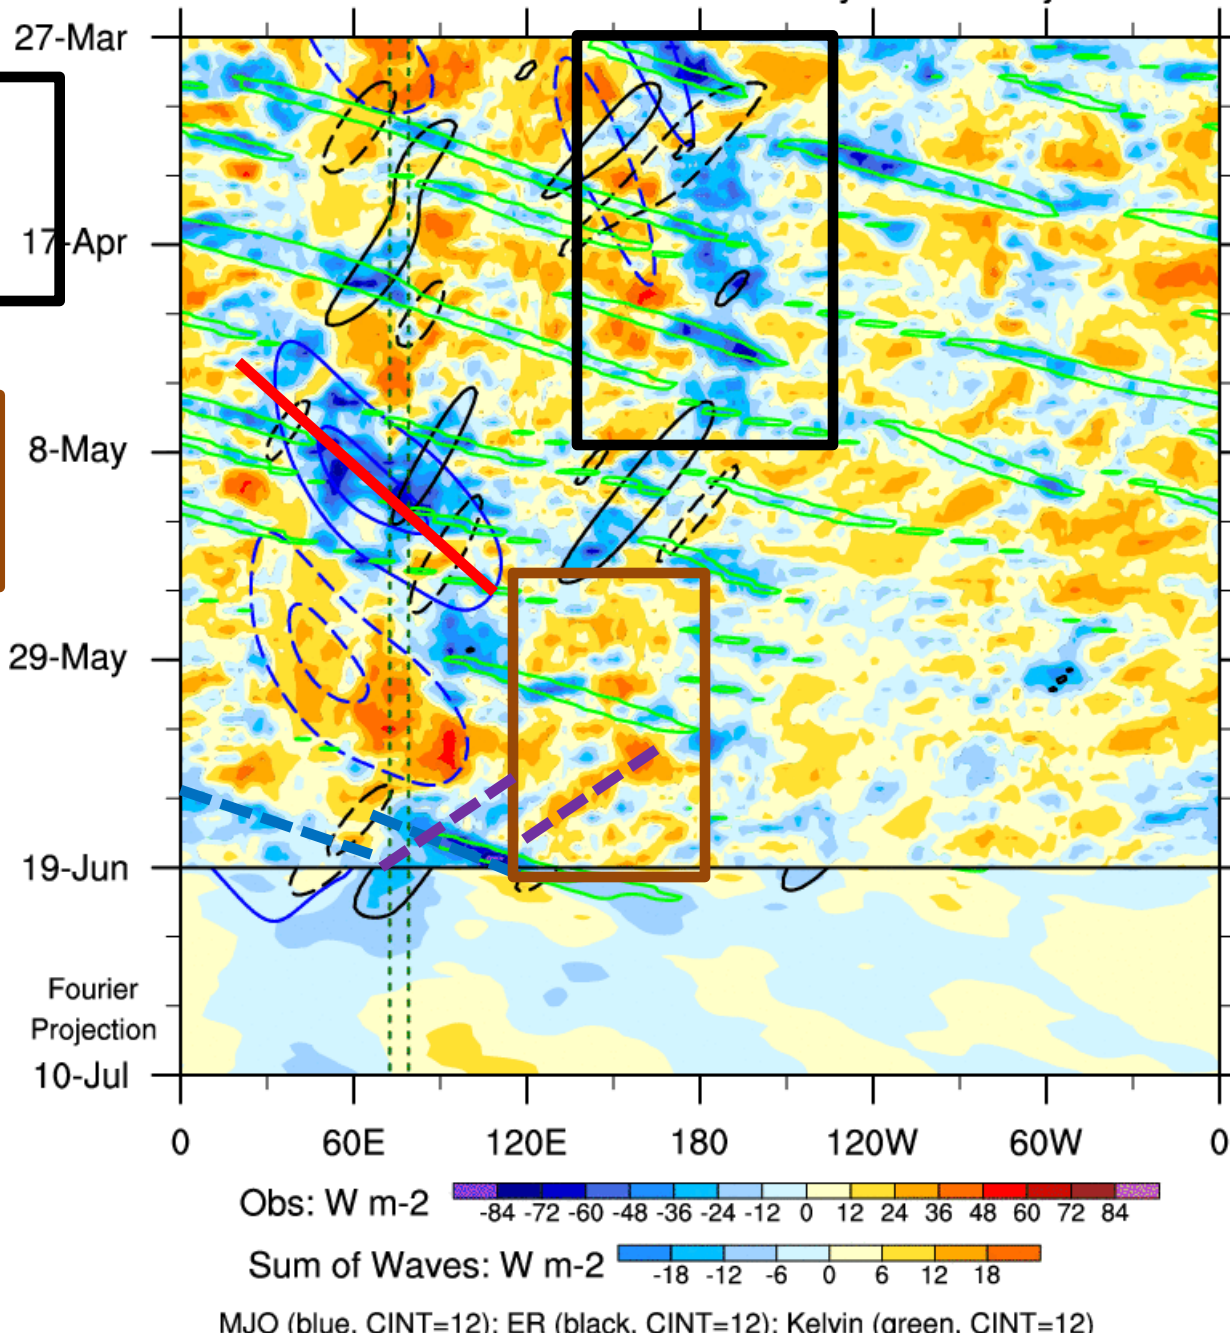 27-Mar
17-Apr
8-May
29-May
19-Jun
Fourier
Projection
10-Jul
0 60E 120E 180 120W 60W 0
Obs: W m-2
-84 -72 -60 -48 -36 -24 -12 0 12 24 36 48 60 72 84
Sum of Waves: W m-2
-18 -12 -6 0 6 12 18
MJO (blue, CINT=12); ER (black, CINT=12); Kelvin (green, CINT=12)